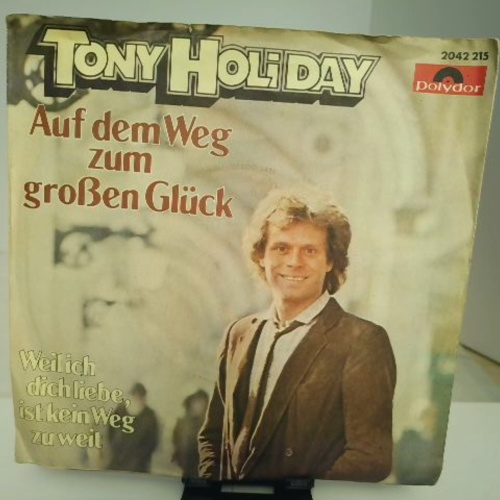 TONY HOLiDAY
2042 215
polydor
Auf dem Weg
zum
großen Glück
Weil ich
dich liebe,
ist kein Weg
zu weit